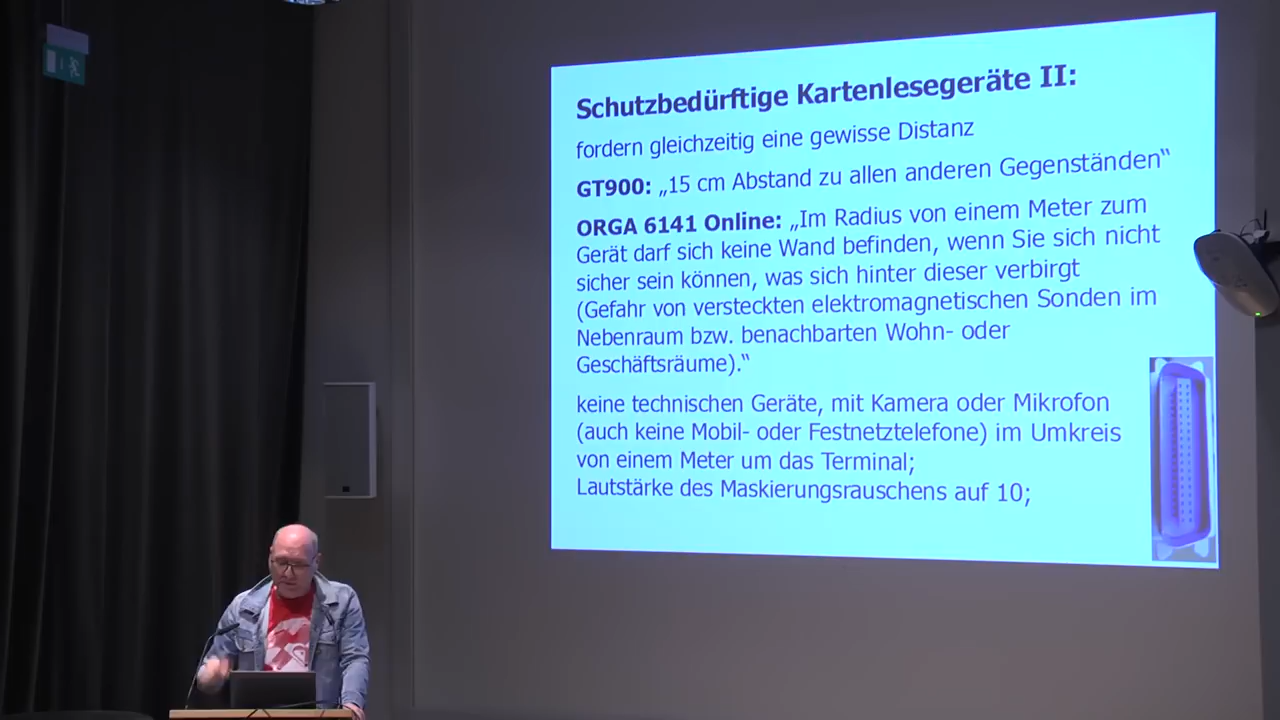 Schutzbedürftige Kartenlesegeräte II:
fordern gleichzeitig eine gewisse Distanz
GT900: „15 cm Abstand zu allen anderen Gegenständen“
ORGA 6141 Online: „Im Radius von einem Meter zum
Gerät darf sich keine Wand befinden, wenn Sie sich nicht
sicher sein können, was sich hinter dieser verbirgt
(Gefahr von versteckten elektromagnetischen Sonden im
Nebenraum bzw. benachbarten Wohn- oder
Geschäftsräume).“
keine technischen Geräte, mit Kamera oder Mikrofon
(auch keine Mobil- oder Festnetztelefone) im Umkreis
von einem Meter um das Terminal;
Lautstärke des Maskierungsrauschens auf 10;